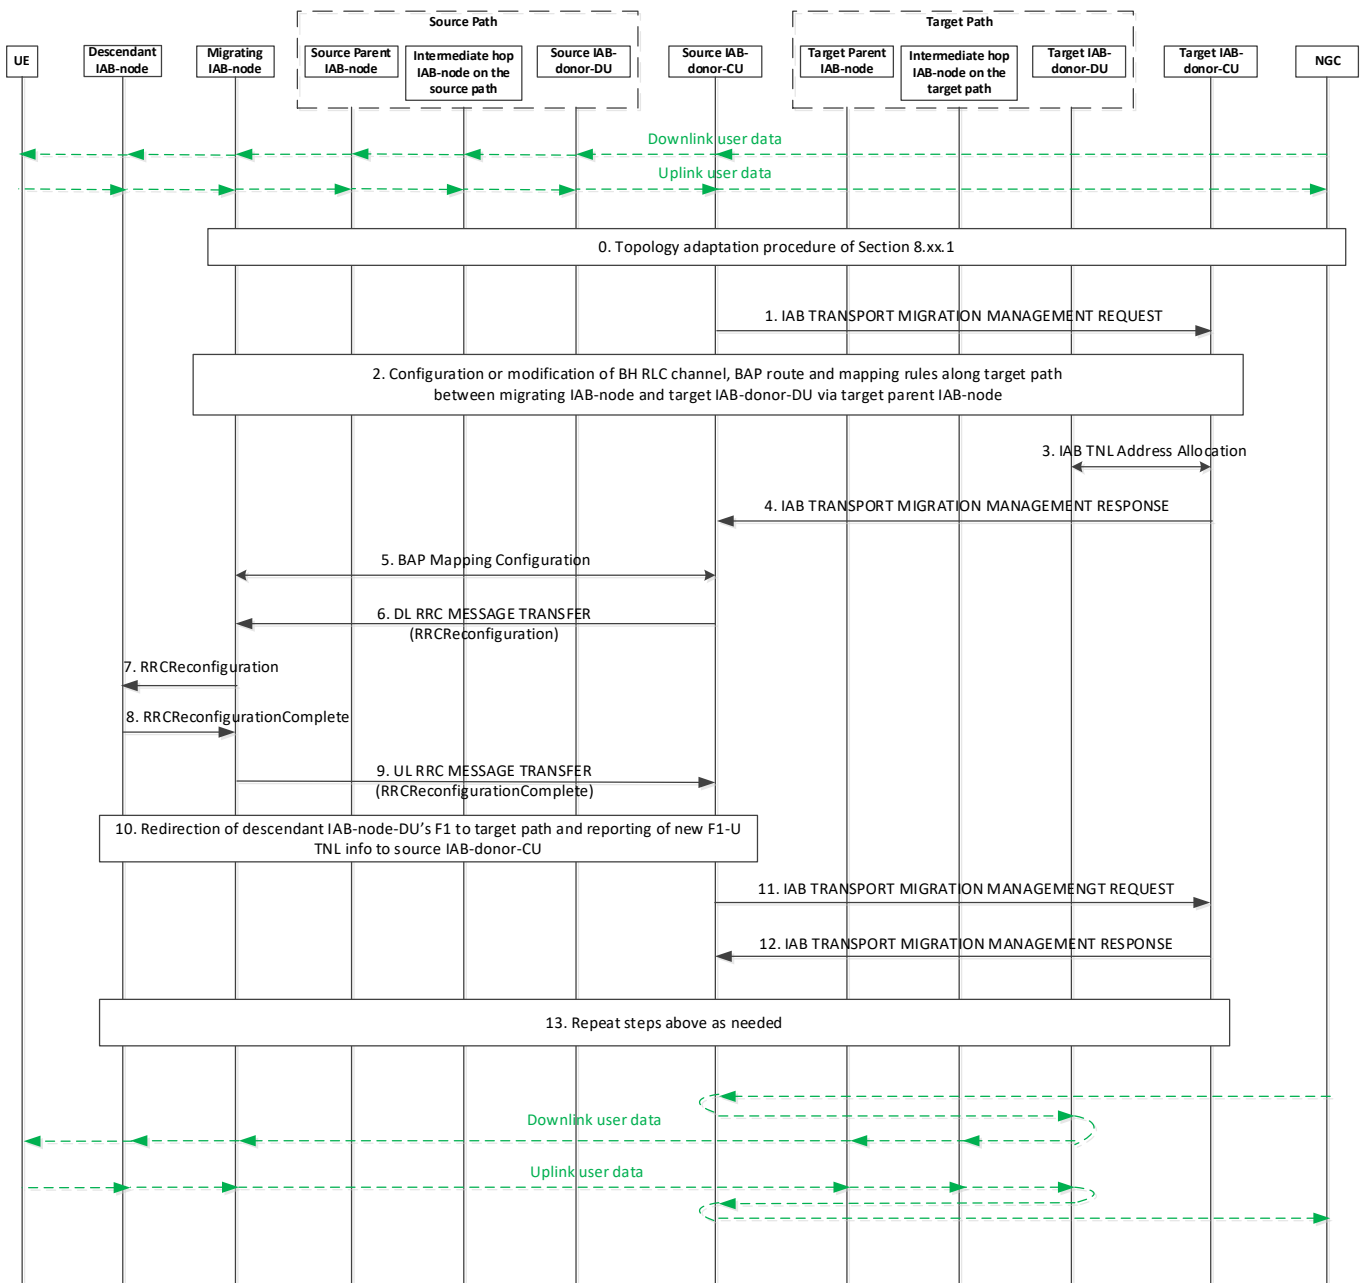 Source Path
Target Path
UE
Descendant
IAB-node
Migrating
IAB-node
Source Parent
IAB-node
Intermediate hop
IAB-node on the
source path
Source IAB-
donor-DU
Source IAB-
donor-CU
Target Parent
IAB-node
Intermediate hop
IAB-node on the
target path
Target IAB-
donor-DU
Target IAB-
donor-CU
NGC
Downlink user data
Uplink user data
0. Topology adaptation procedure of Section 8.xx.1
1. IAB TRANSPORT MIGRATION MANAGEMENT REQUEST
2. Configuration or modification of BH RLC channel, BAP route and mapping rules along target path
between migrating IAB-node and target IAB-donor-DU via target parent IAB-node
3. IAB TNL Address Allocation
4. IAB TRANSPORT MIGRATION MANAGEMENT RESPONSE
5. BAP Mapping Configuration
6. DL RRC MESSAGE TRANSFER
(RRCReconfiguration)
7. RRCReconfiguration
8. RRCReconfigurationComplete
9. UL RRC MESSAGE TRANSFER
(RRCReconfigurationComplete)
10. Redirection of descendant IAB-node-DU’s F1 to target path and reporting of new F1-U
TNL info to source IAB-donor-CU
11. IAB TRANSPORT MIGRATION MANAGEMENGT REQUEST
12. IAB TRANSPORT MIGRATION MANAGEMENT RESPONSE
13. Repeat steps above as needed
Downlink user data
Uplink user data